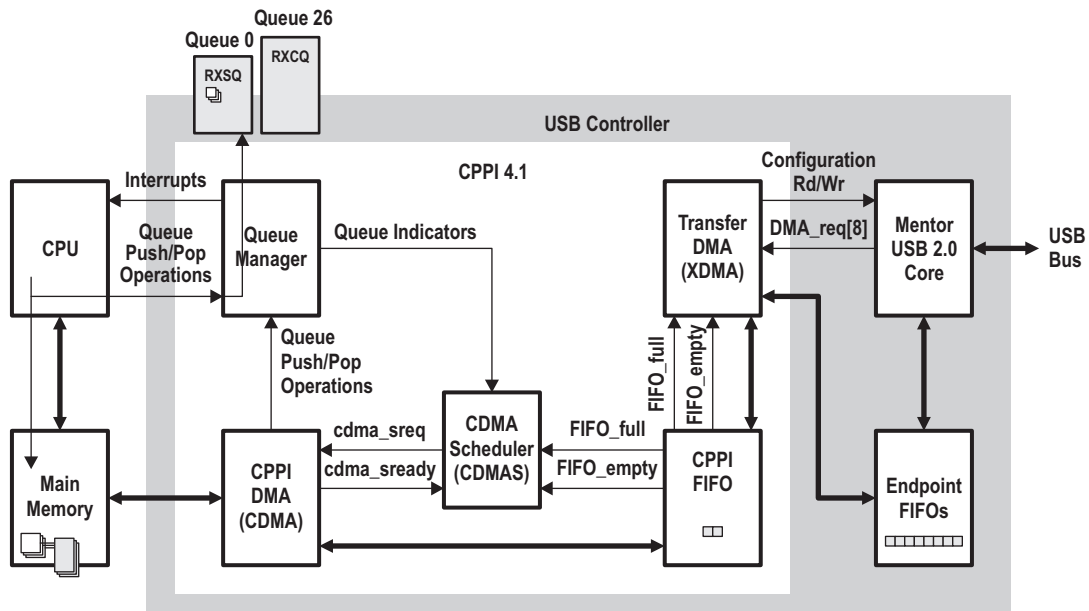 Queue 26
Queue 0
RXSQ
RXCQ
USB Controller
CPPI 4.1
Interrupts
Configuration
Rd/Wr
CPU
Queue
Push/Pop
Operations
Queue
Manager
Queue Indicators
Transfer
DMA
(XDMA)
DMA_req[8]
Mentor
USB 2.0
Core
USB
Bus
Queue
Push/Pop
Operations
FIFO_full
FIFO_empty
Main
Memory
CPPI
DMA
(CDMA)
cdma_sreq
cdma_sready
CDMA
Scheduler
(CDMAS)
FIFO_full
FIFO_empty
CPPI
FIFO
Endpoint
FIFOs